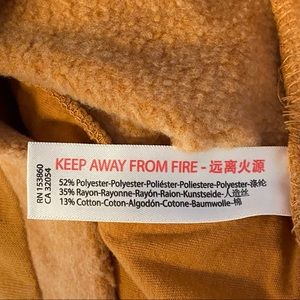 RN 153860
CA 32054
KEEP AWAY FROM FIRE - 远离火源
52% Polyester-Polyester-Poliéster-Poliestere-Polyester-涤纶
35% Rayon-Rayonne-Rayón-Raion-Kunstseide-人造丝
13% Cotton-Coton-Algodón-Cotone-Baumwolle-棉